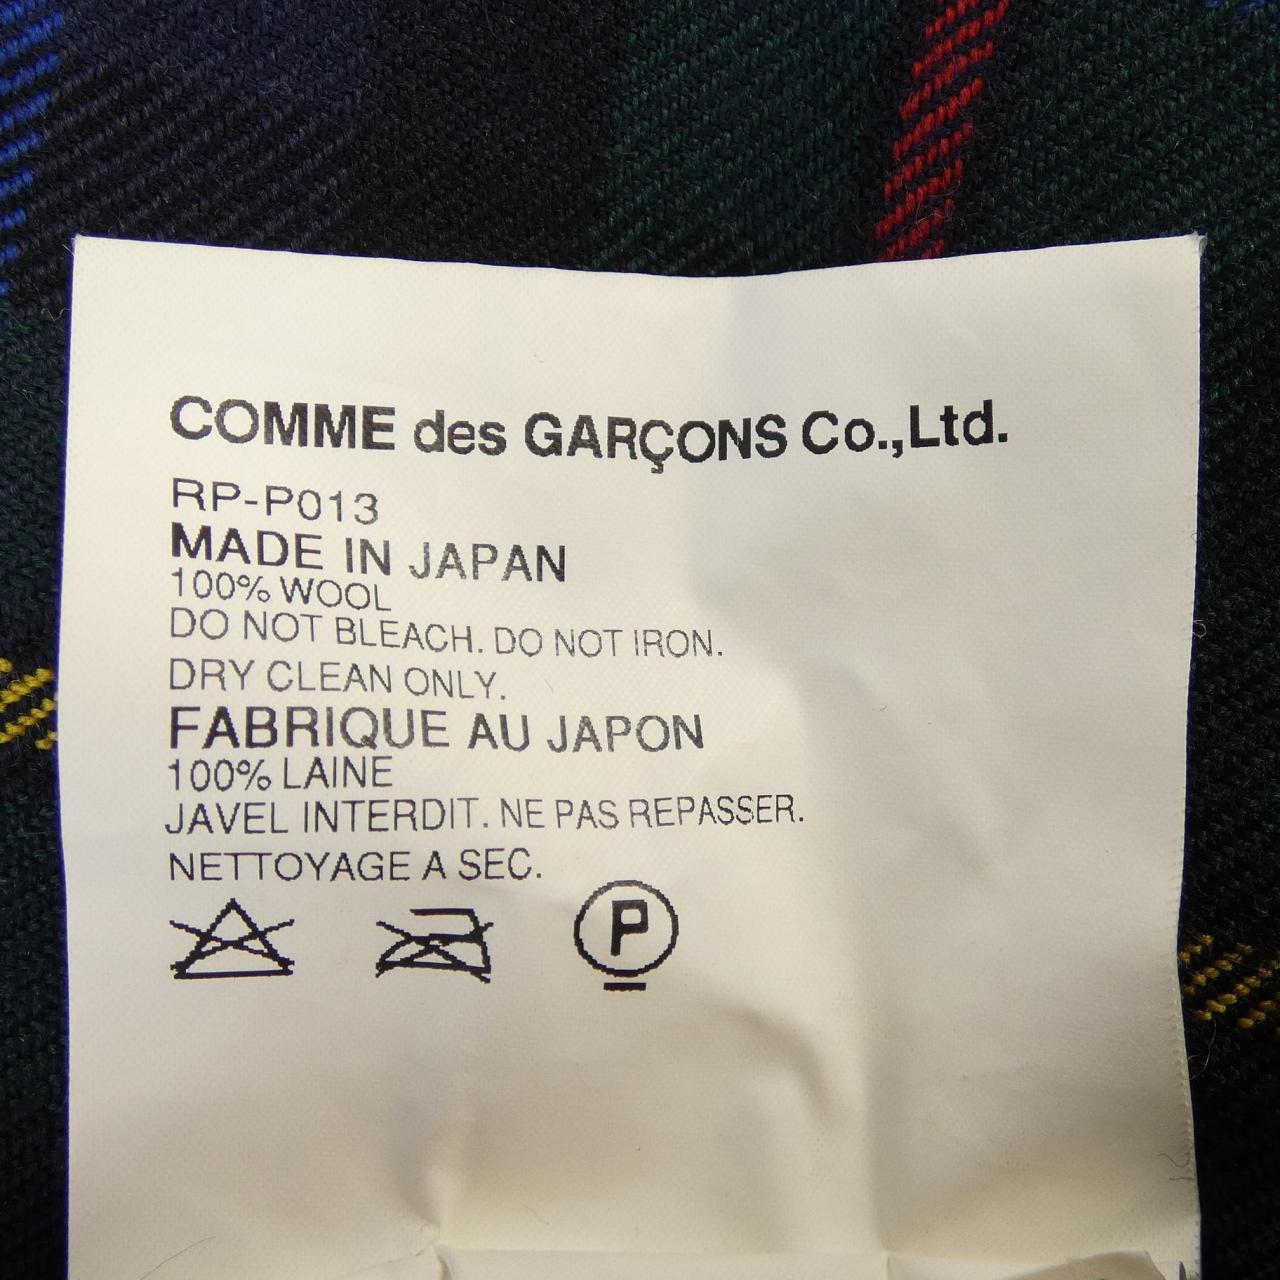 COMME des GARÇONS Co.,Ltd.
RP-P013
MADE IN JAPAN
100% WOOL
DO NOT BLEACH. DO NOT IRON.
DRY CLEAN ONLY.
FABRIQUE AU JAPON
100% LAINE
JAVEL INTERDIT. NE PAS REPASSER.
NETTOYAGE A SEC.
P